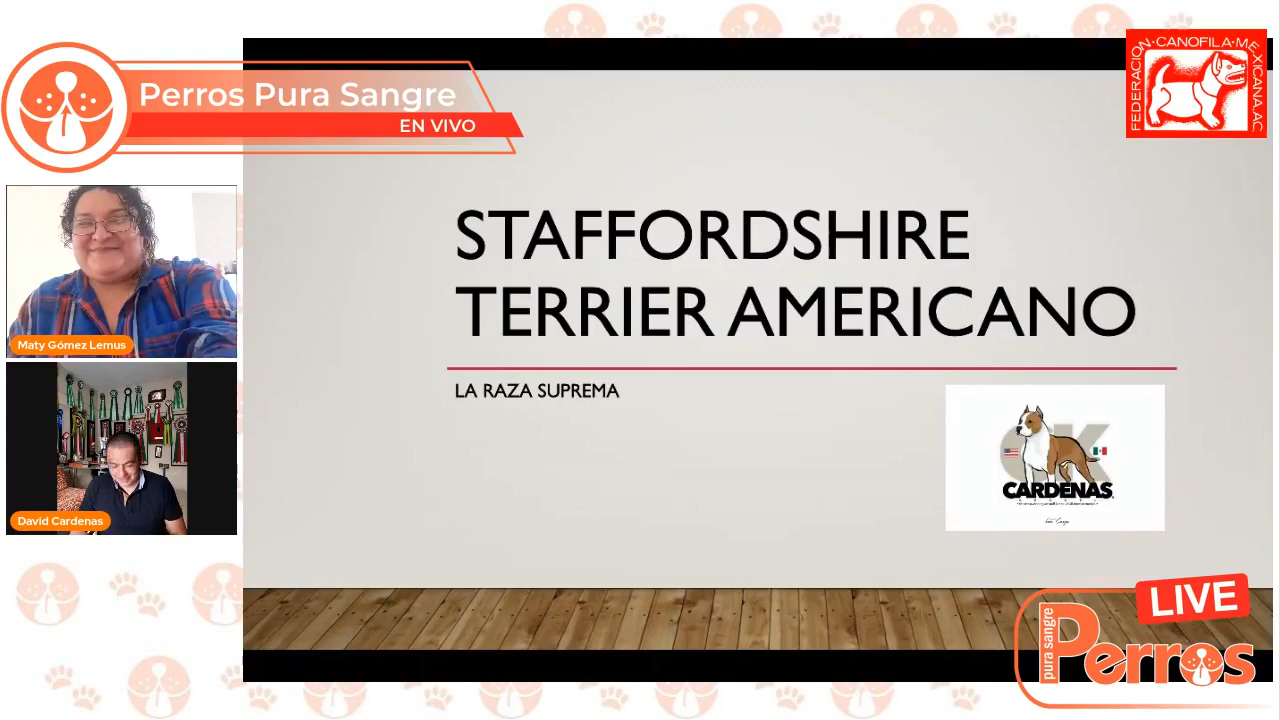 Perros Pura Sangre
EN VIVO
FEDERACION·CANOFILA·MEXICANA.AC
Maty Gómez Lemus
David Cardenas
STAFFORDSHIRE
TERRIER AMERICANO
LA RAZA SUPREMA
CK
CARDENAS
LIVE
pura sangre
Perros